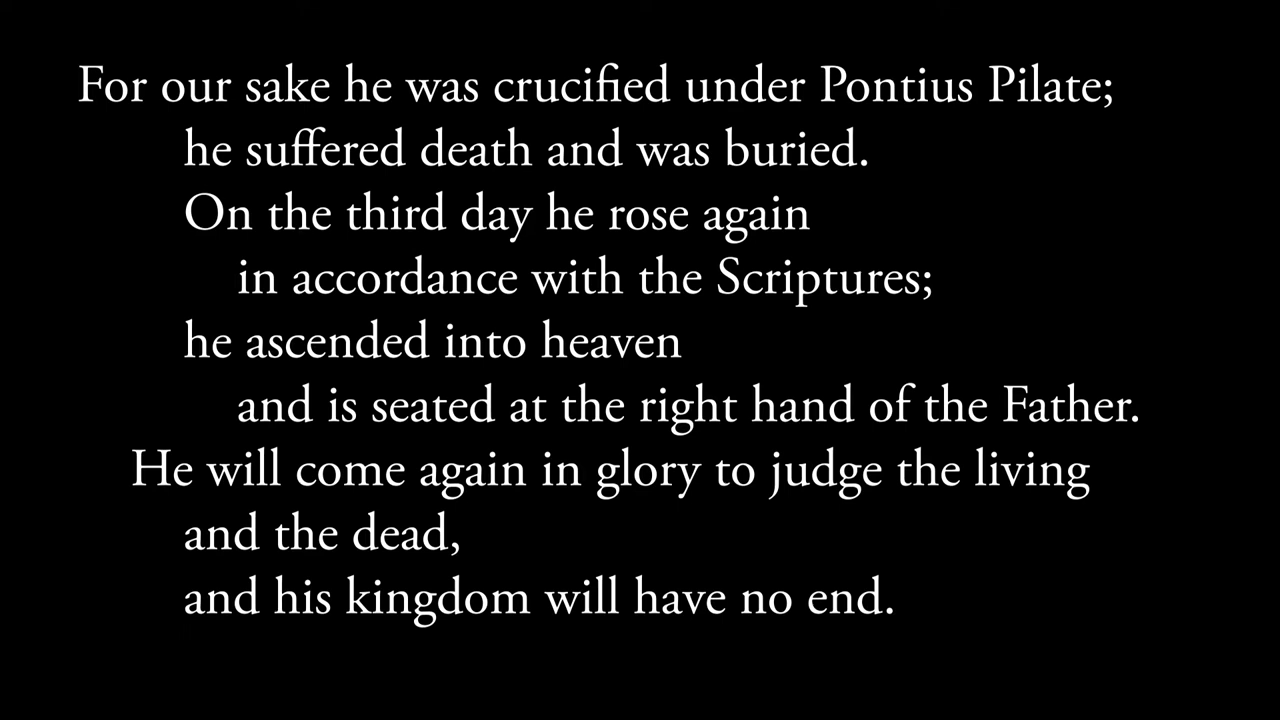 For our sake he was crucified under Pontius Pilate;
he suffered death and was buried.
On the third day he rose again
in accordance with the Scriptures;
he ascended into heaven
and is seated at the right hand of the Father.
He will come again in glory to judge the living
and the dead,
and his kingdom will have no end.